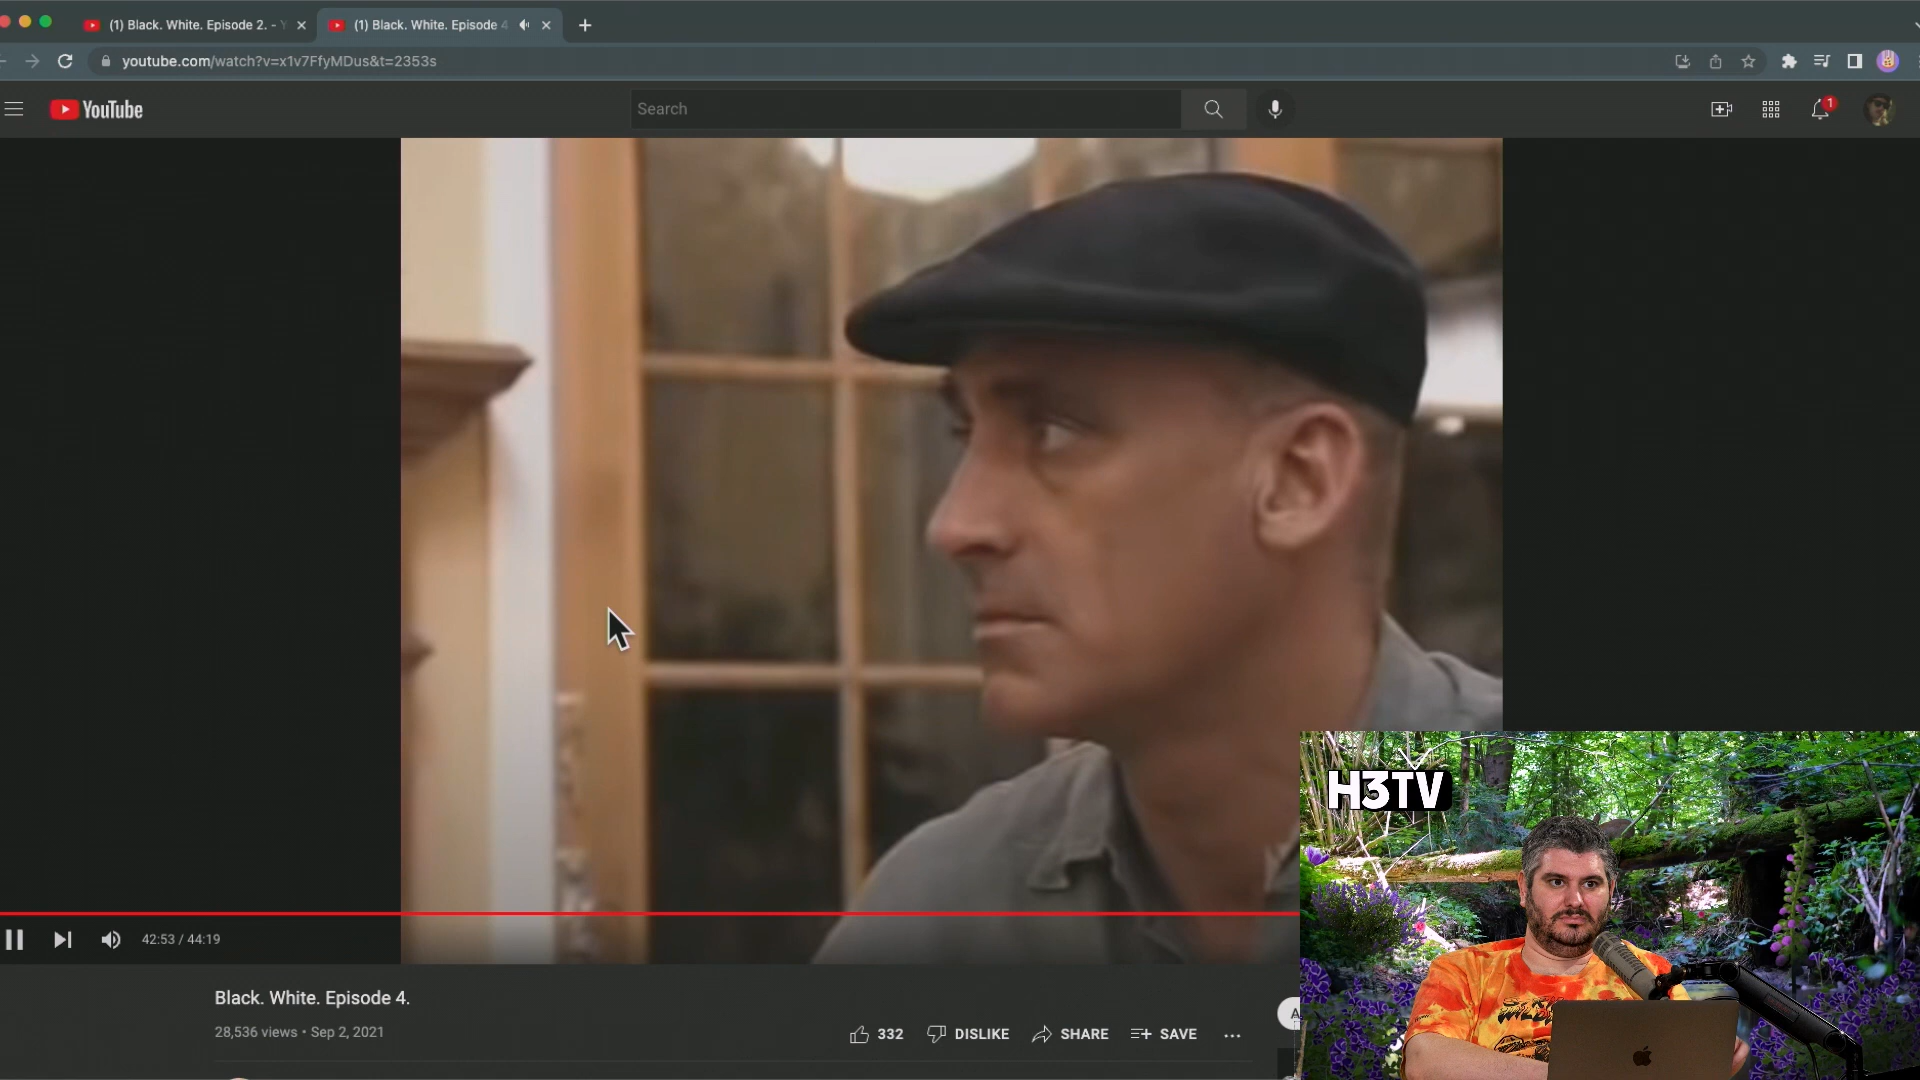 (1) Black. White. Episode 2. - Y
(1) Black. White. Episode 4
youtube.com/watch?v=x1v7FfyMDus&t=2353s
YouTube
Search
1
42:53 / 44:19
Black. White. Episode 4.
28,536 views • Sep 2, 2021
332
DISLIKE
SHARE
SAVE
H3TV